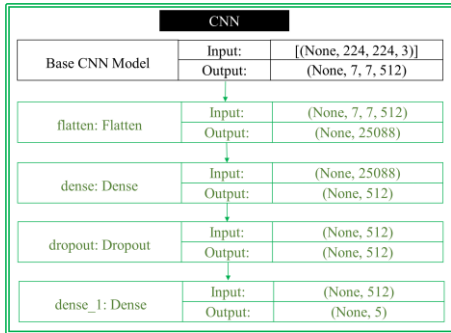 CNN
Base CNN Model
Input: [(None, 224, 224, 3)]
Output: (None, 7, 7, 512)
flatten: Flatten
Input: (None, 7, 7, 512)
Output: (None, 25088)
dense: Dense
Input: (None, 25088)
Output: (None, 512)
dropout: Dropout
Input: (None, 512)
Output: (None, 512)
dense_1: Dense
Input: (None, 512)
Output: (None, 5)